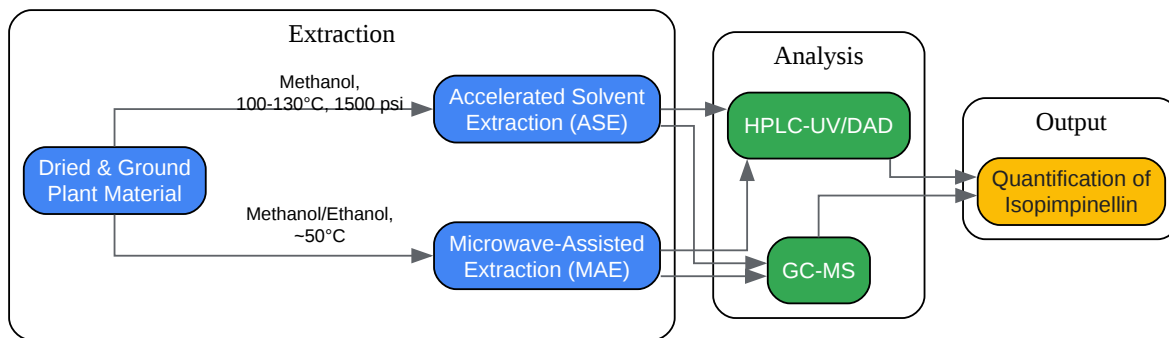 Extraction
Methanol,
100-130°C, 1500 psi
Accelerated Solvent
Extraction (ASE)
Dried & Ground
Plant Material
Methanol/Ethanol,
~50°C
Microwave-Assisted
Extraction (MAE)
Analysis
HPLC-UV/DAD
GC-MS
Output
Quantification of
Isopimpinellin